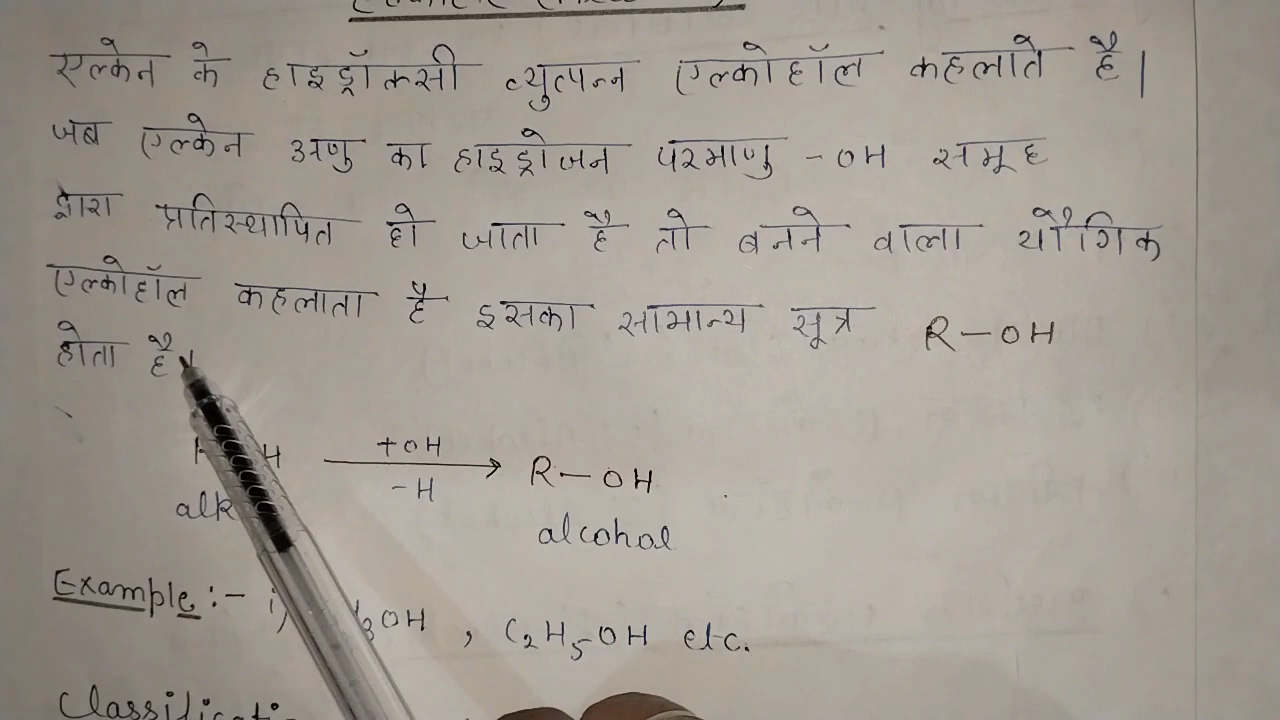 एल्केन के हाइड्रॉक्सी व्युत्पन्न एल्कोहॉल कहलाते है।
जब एल्केन अणु का हाइड्रोजन परमाणु -OH समूह
द्वारा प्रतिस्थापित हो जाता है तो बनने वाला यौगिक
एल्कोहॉल कहलाता है इसका सामान्य सूत्र R-OH
होता है
+OH
-H
R-OH
alcohol
Example:- i, OH, C₂H₅-OH etc.